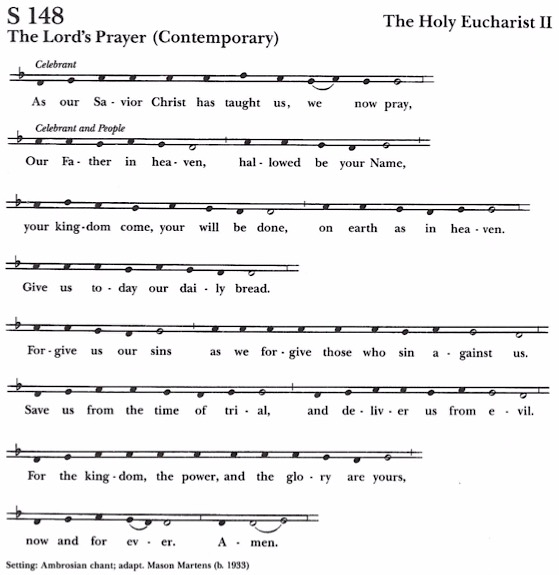 S 148
The Holy Eucharist II
The Lord's Prayer (Contemporary)
Celebrant
As our Sa - vior Christ has taught us, we now pray,
Celebrant and People
Our Fa - ther in hea - ven, hal - lowed be your Name,
your king - dom come, your will be done, on earth as in hea - ven.
Give us to - day our dai - ly bread.
For - give us our sins as we for - give those who sin a - gainst us.
Save us from the time of tri - al, and de - liv - er us from e - vil.
For the king - dom, the power, and the glo - ry are yours,
now and for ev - er. A - men.
Setting: Ambrosian chant; adapt. Mason Martens (b. 1933)